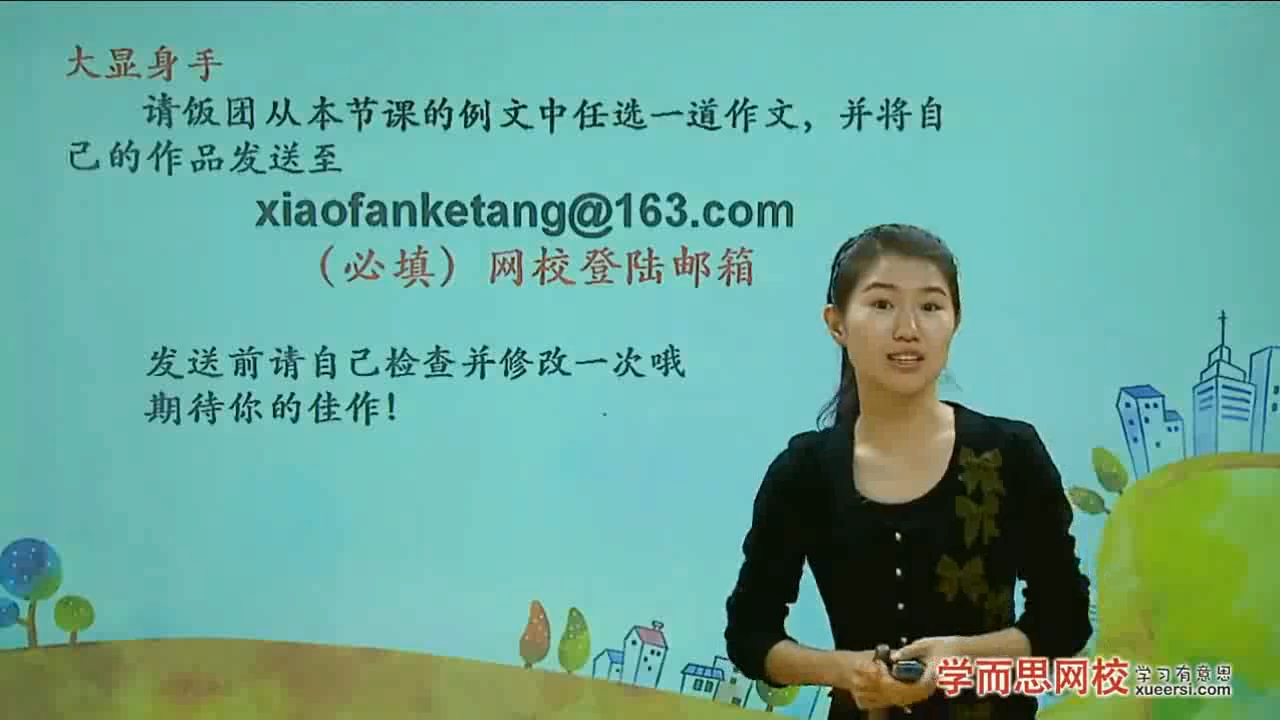 大显身手
请饭团从本节课的例文中任选一道作文，并将自
己的作品发送至
xiaofanketang@163.com
（必填）网校登陆邮箱
发送前请自己检查并修改一次哦
期待你的佳作！
学而思网校 学习有意思
xueersi.com